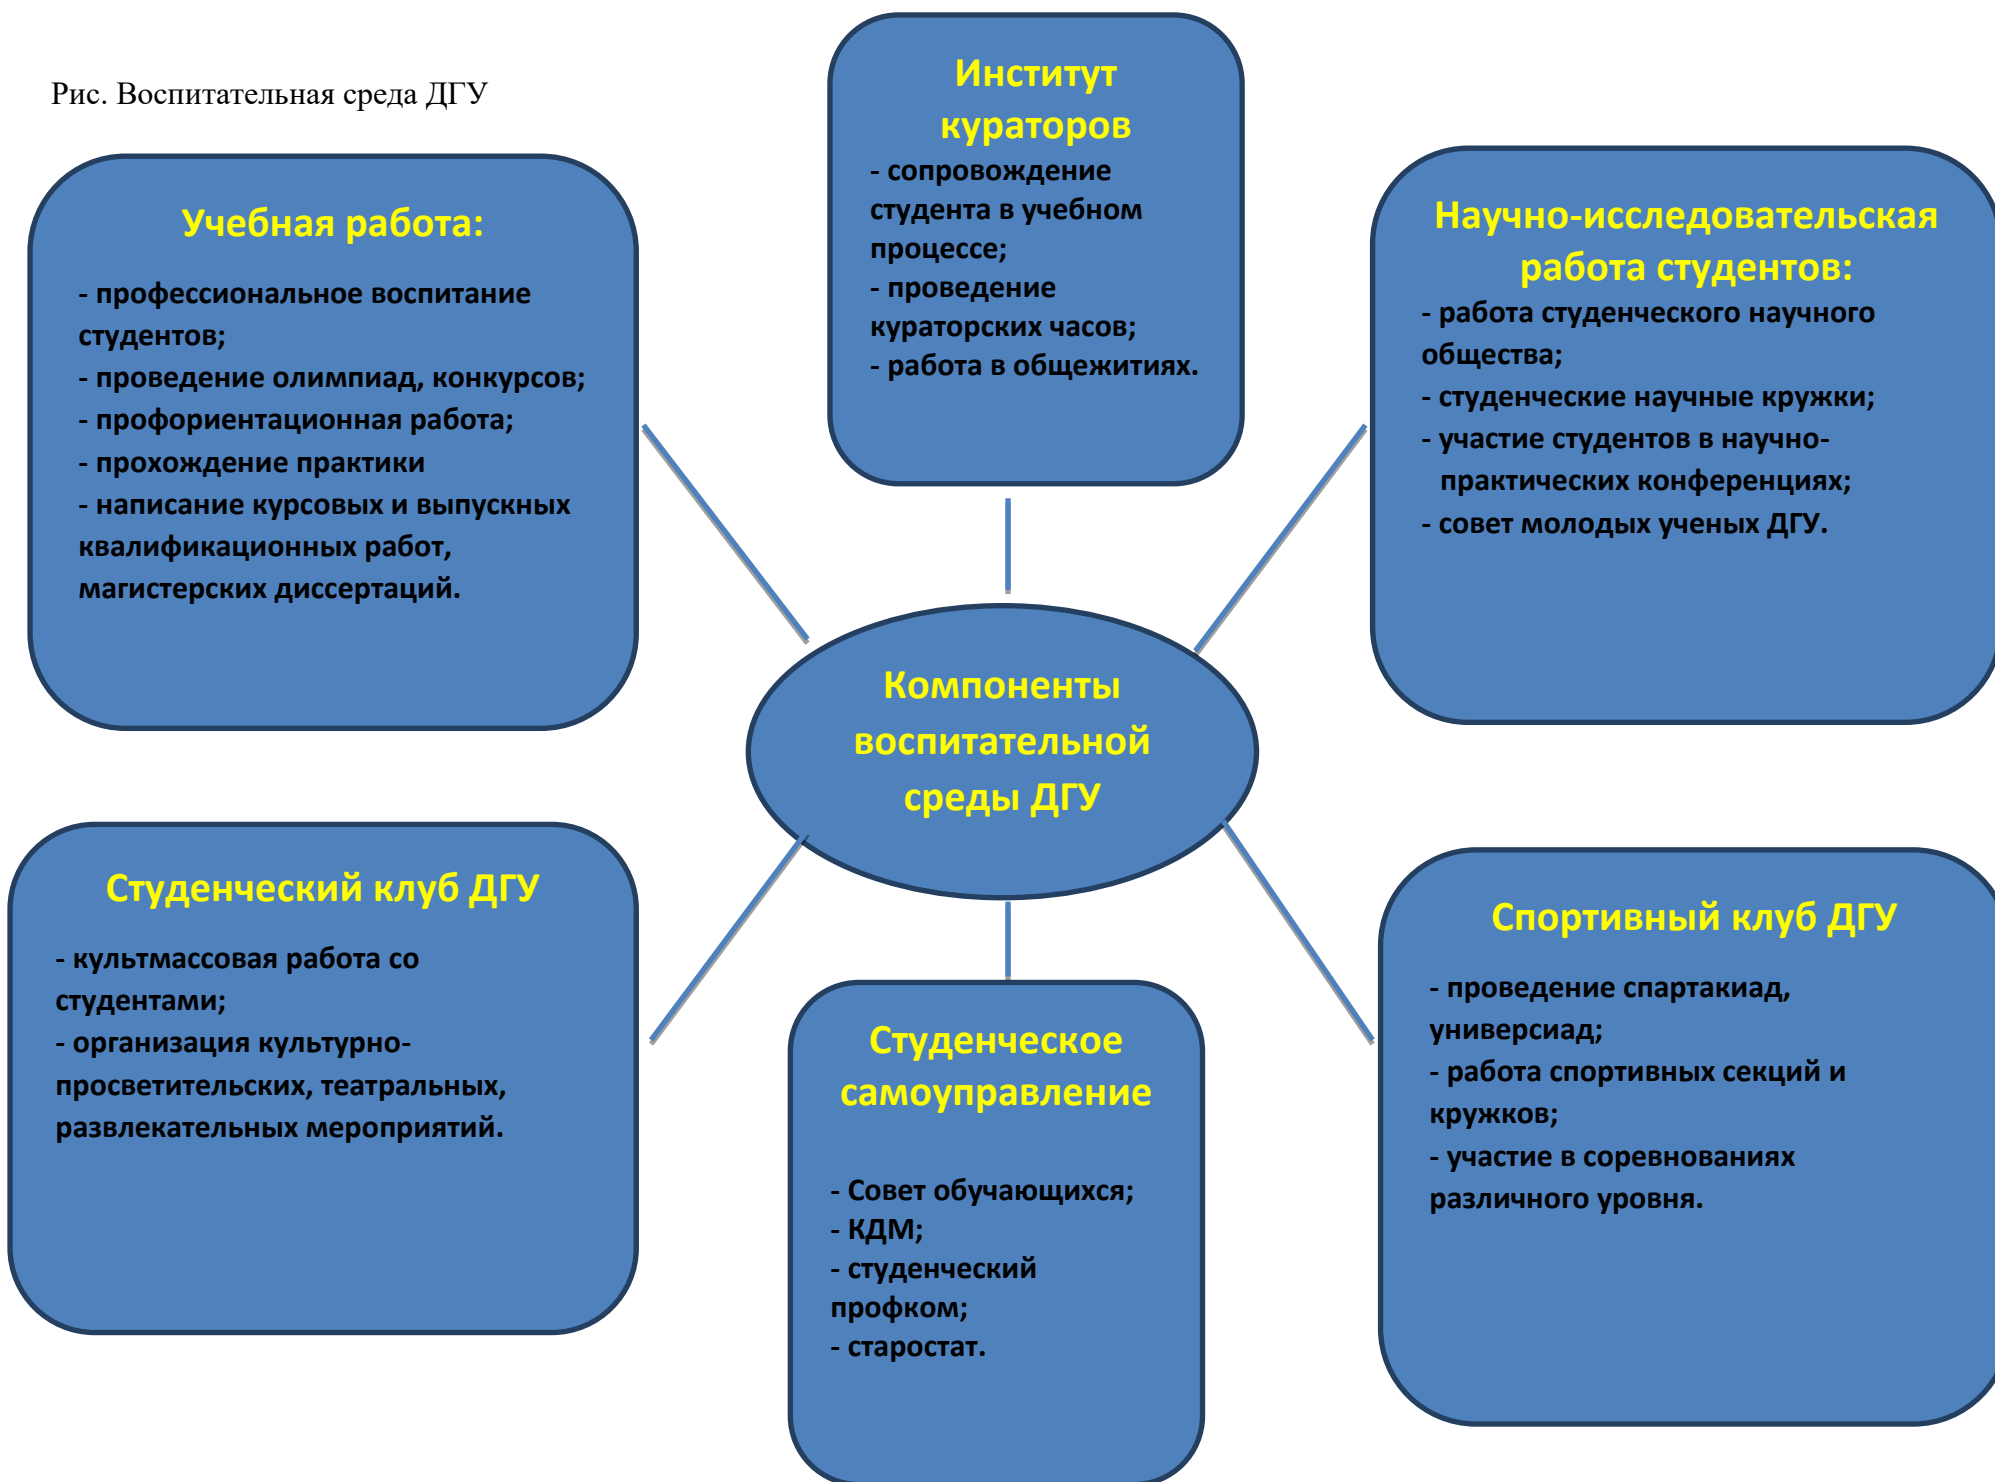 Рис. Воспитательная среда ДГУ
Институт
кураторов
- сопровождение
студента в учебном
процессе;
- проведение
кураторских часов;
- работа в общежитиях.
Учебная работа:
- профессиональное воспитание
студентов;
- проведение олимпиад, конкурсов;
- профориентационная работа;
- прохождение практики
- написание курсовых и выпускных
квалификационных работ,
магистерских диссертаций.
Научно-исследовательская
работа студентов:
- работа студенческого научного
общества;
- студенческие научные кружки;
- участие студентов в научно-
практических конференциях;
- совет молодых ученых ДГУ.
Компоненты
воспитательной
среды ДГУ
Студенческий клуб ДГУ
- культмассовая работа со
студентами;
- организация культурно-
просветительских, театральных,
развлекательных мероприятий.
Студенческое
самоуправление
- Совет обучающихся;
- КДМ;
- студенческий
профком;
- старостат.
Спортивный клуб ДГУ
- проведение спартакиад,
универсиад;
- работа спортивных секций и
кружков;
- участие в соревнованиях
различного уровня.